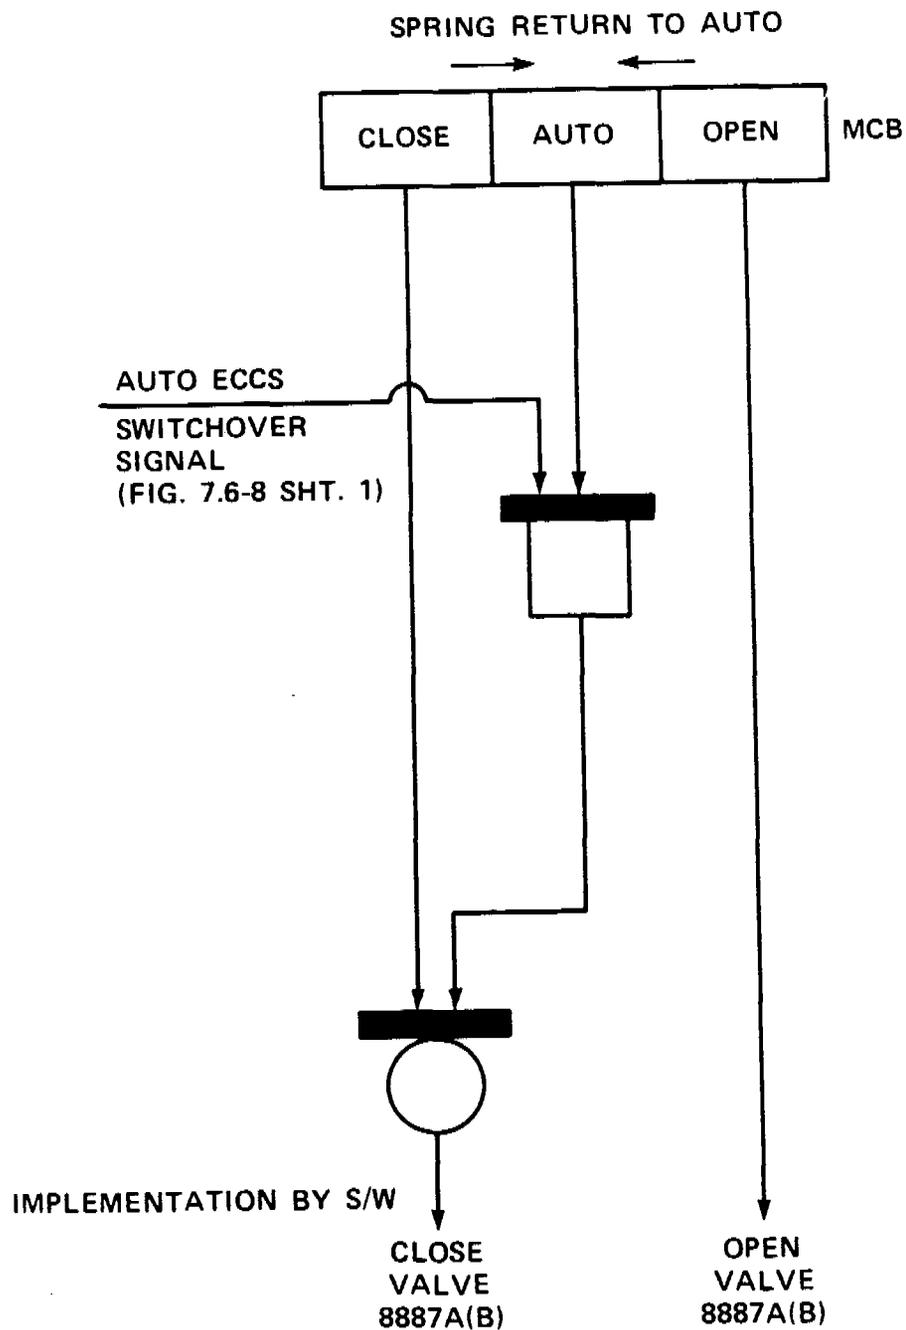 SPRING RETURN TO AUTO
CLOSE
AUTO
OPEN
MCB
AUTO ECCS
SWITCHOVER
SIGNAL
(FIG. 7.6-8 SHT. 1)
IMPLEMENTATION BY S/W
CLOSE
VALVE
8887A(B)
OPEN
VALVE
8887A(B)